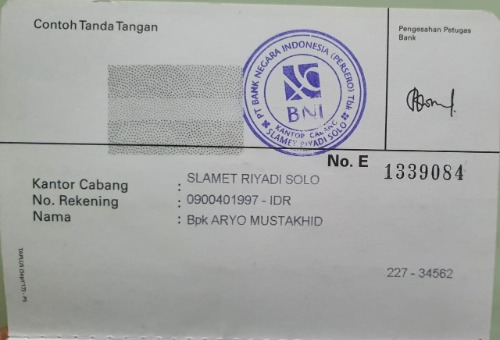 Contoh Tanda Tangan
Pengesahan Petugas
Bank
PT BANK NEGARA INDONESIA (PERSERO) Tbk
BNI
KANTOR CABANG
SLAMET RIYADI SOLO
No. E 1339084
Kantor Cabang : SLAMET RIYADI SOLO
No. Rekening : 0900401997 - IDR
Nama : Bpk ARYO MUSTAKHID
227 - 34562